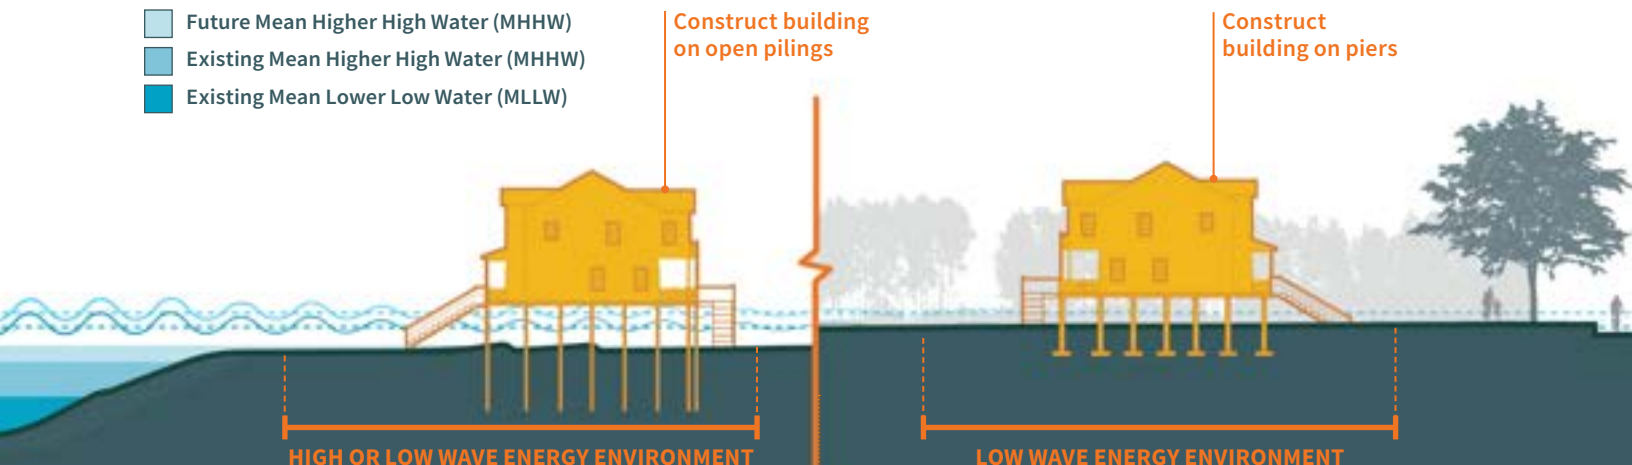 Future Mean Higher High Water (MHHW)
Existing Mean Higher High Water (MHHW)
Existing Mean Lower Low Water (MLLW)
Construct building
on open pilings
Construct
building on piers
HIGH OR LOW WAVE ENERGY ENVIRONMENT
LOW WAVE ENERGY ENVIRONMENT